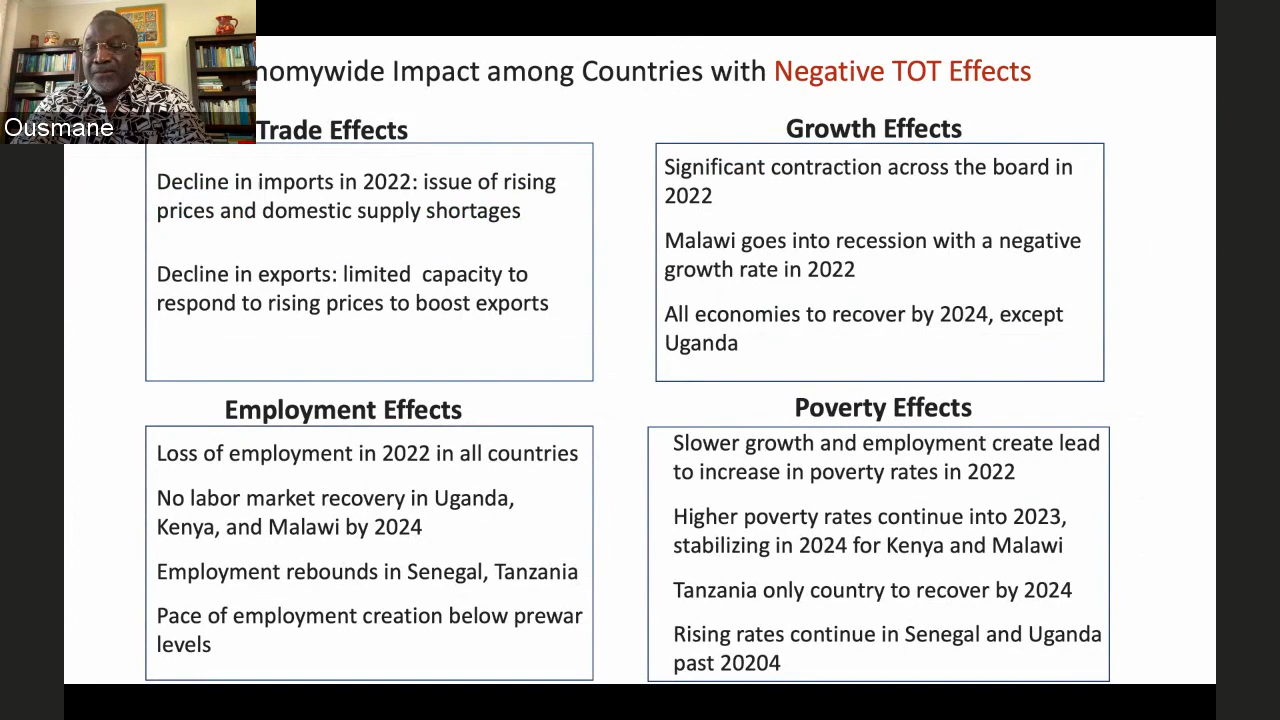 nomywide Impact among Countries with Negative TOT Effects
Ousmane
Trade Effects
Decline in imports in 2022: issue of rising
prices and domestic supply shortages
Decline in exports: limited capacity to
respond to rising prices to boost exports
Growth Effects
Significant contraction across the board in
2022
Malawi goes into recession with a negative
growth rate in 2022
All economies to recover by 2024, except
Uganda
Employment Effects
Loss of employment in 2022 in all countries
No labor market recovery in Uganda,
Kenya, and Malawi by 2024
Employment rebounds in Senegal, Tanzania
Pace of employment creation below prewar
levels
Poverty Effects
Slower growth and employment create lead
to increase in poverty rates in 2022
Higher poverty rates continue into 2023,
stabilizing in 2024 for Kenya and Malawi
Tanzania only country to recover by 2024
Rising rates continue in Senegal and Uganda
past 20204